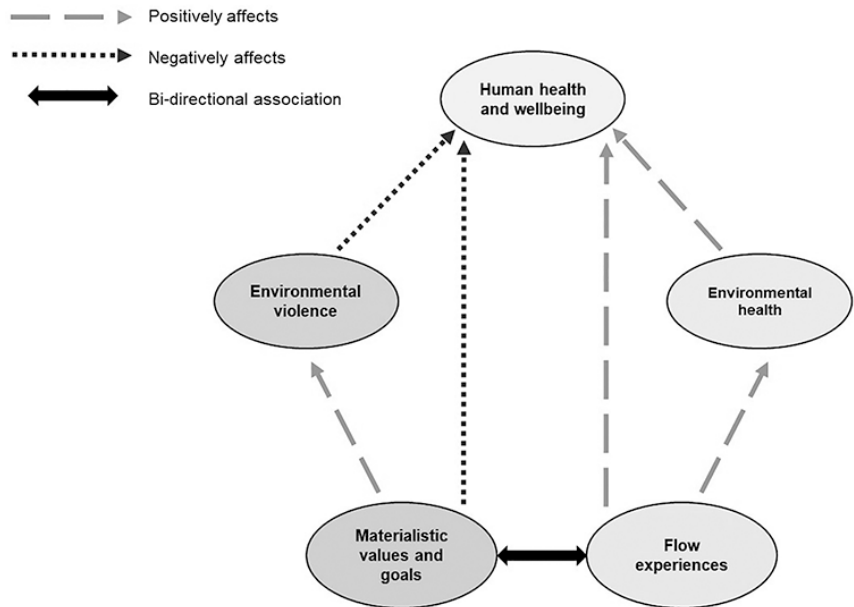 Positively affects
Negatively affects
Bi-directional association
Human health
and wellbeing
Environmental
violence
Environmental
health
Materialistic
values and
goals
Flow
experiences